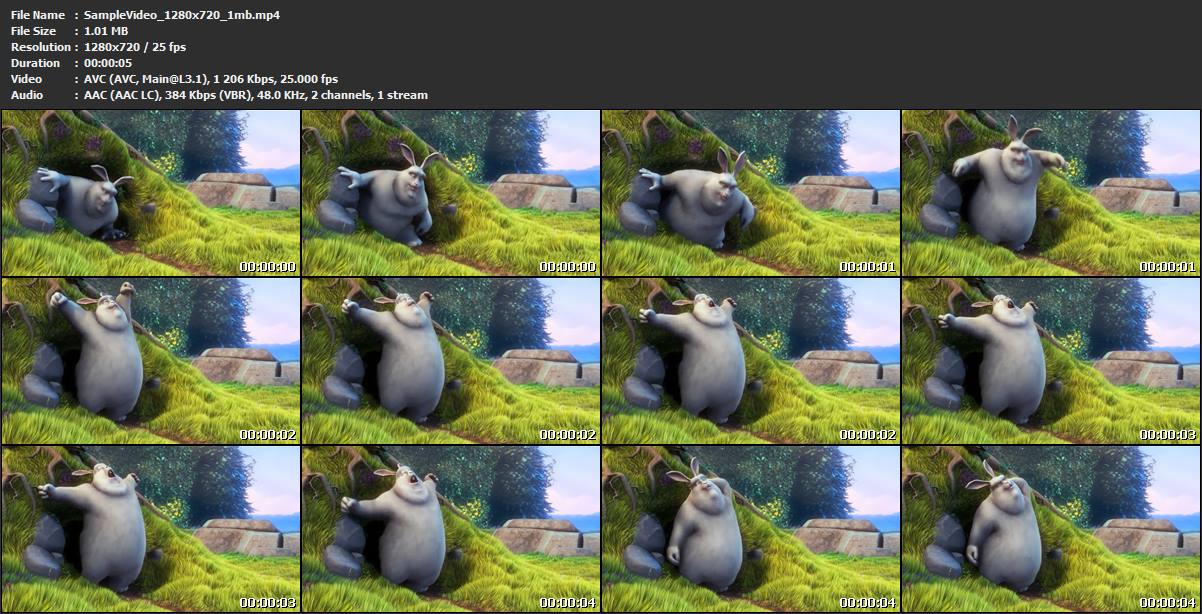 File Name : SampleVideo_1280x720_1mb.mp4
File Size : 1.01 MB
Resolution : 1280x720 / 25 fps
Duration : 00:00:05
Video : AVC (AVC, Main@L3.1), 1 206 Kbps, 25.000 fps
Audio : AAC (AAC LC), 384 Kbps (VBR), 48.0 KHz, 2 channels, 1 stream
00:00:00 00:00:00 00:00:01 00:00:01
00:00:02 00:00:02 00:00:02 00:00:03
00:00:03 00:00:04 00:00:04 00:00:04